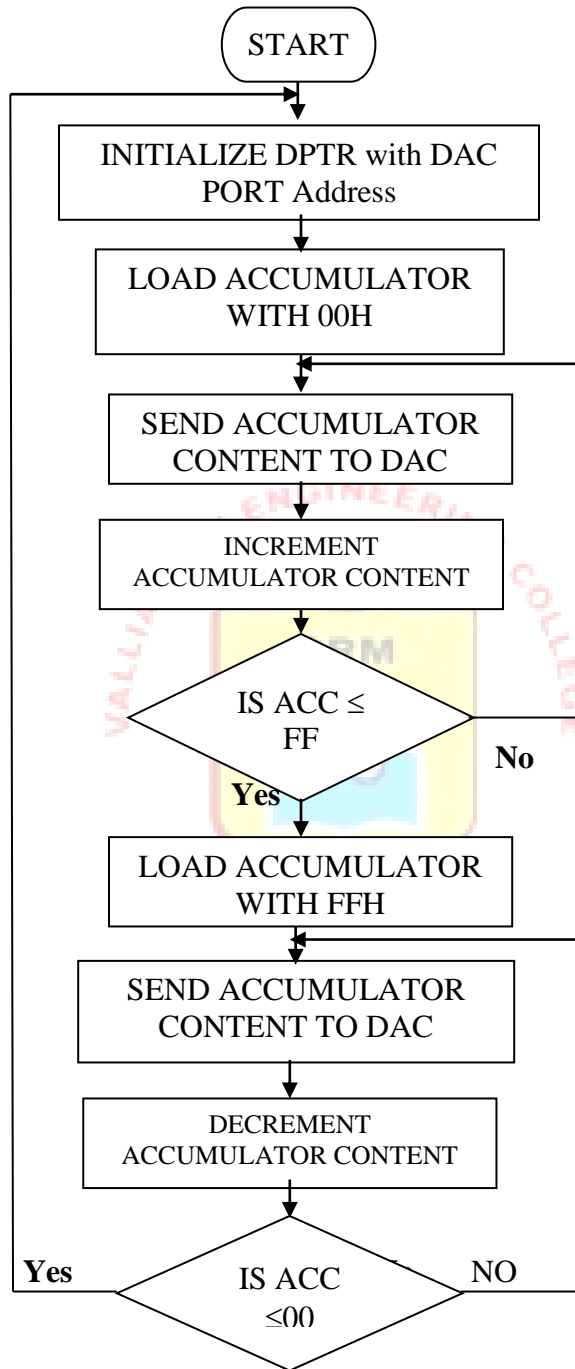 START
INITIALIZE DPTR with DAC
PORT Address
LOAD ACCUMULATOR
WITH 00H
SEND ACCUMULATOR
CONTENT TO DAC
INCREMENT
ACCUMULATOR CONTENT
IS ACC ≤
FF
No
Yes
LOAD ACCUMULATOR
WITH FFH
SEND ACCUMULATOR
CONTENT TO DAC
DECREMENT
ACCUMULATOR CONTENT
IS ACC
≤00
Yes
NO
ENGINEERING COLLEGE